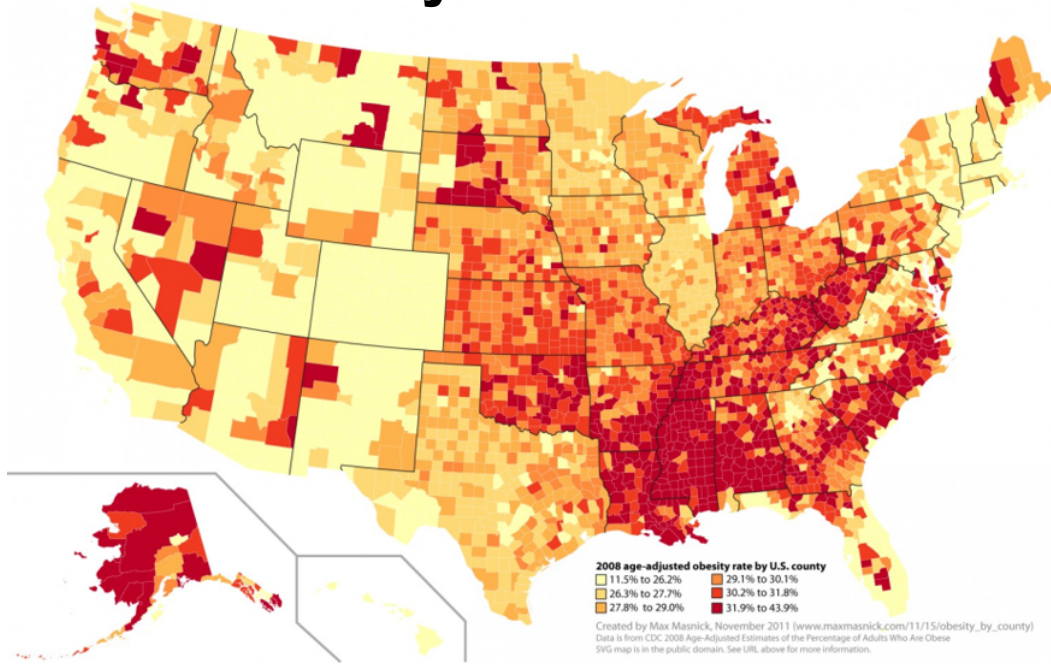 2008 age-adjusted obesity rate by U.S. county
11.5% to 26.2% 29.1% to 30.1%
26.3% to 27.7% 30.2% to 31.8%
27.8% to 29.0% 31.9% to 43.9%
Created by Max Masnick, November 2011 (www.maxmasnick.com/11/15/obesity_by_county)
Data is from CDC 2008 Age-Adjusted Estimates of the Percentage of Adults Who Are Obese
SVG map is in the public domain. See URL above for more information.